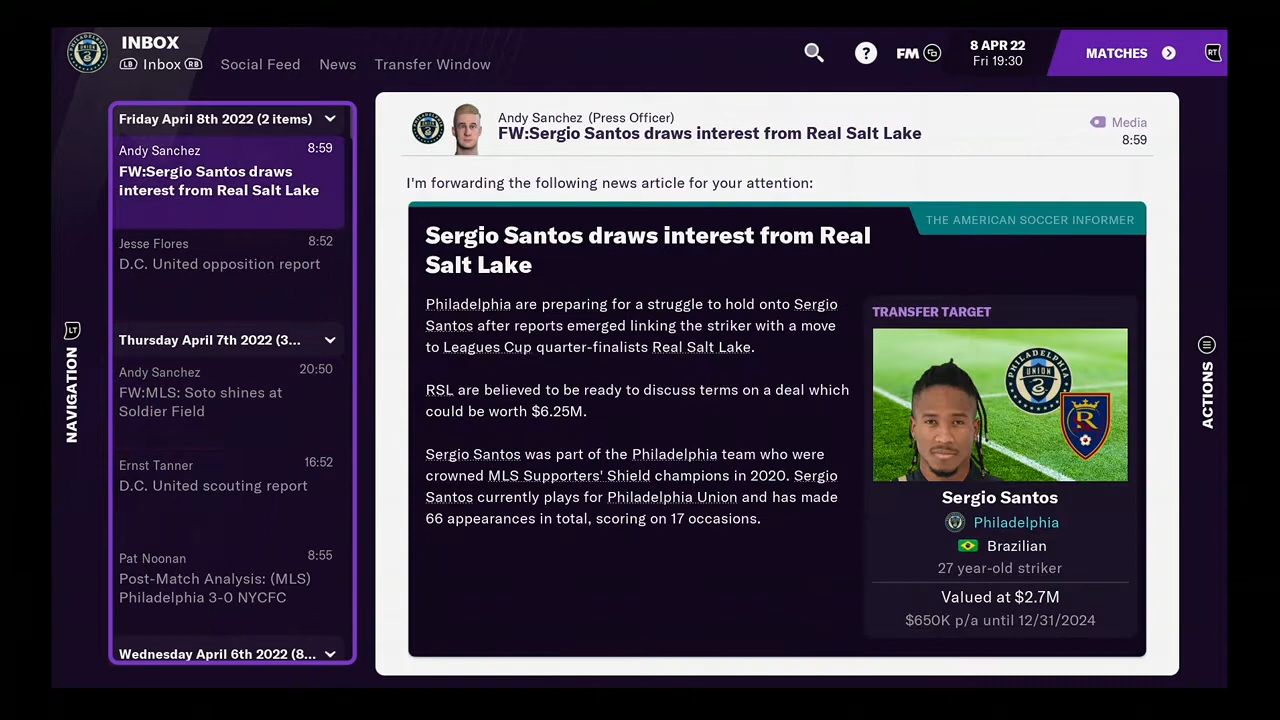 INBOX
LB Inbox RB
Social Feed
News
Transfer Window
?
FM
8 APR 22
Fri 19:30
MATCHES
RT
LT
NAVIGATION
Friday April 8th 2022 (2 items)
Andy Sanchez 8:59
FW:Sergio Santos draws
interest from Real Salt Lake
Jesse Flores 8:52
D.C. United opposition report
Thursday April 7th 2022 (3...
Andy Sanchez 20:50
FW:MLS: Soto shines at
Soldier Field
Ernst Tanner 16:52
D.C. United scouting report
Pat Noonan 8:55
Post-Match Analysis: (MLS)
Philadelphia 3-0 NYCFC
Wednesday April 6th 2022 (8...
Andy Sanchez (Press Officer)
FW:Sergio Santos draws interest from Real Salt Lake
Media
8:59
I'm forwarding the following news article for your attention:
THE AMERICAN SOCCER INFORMER
Sergio Santos draws interest from Real
Salt Lake
Philadelphia are preparing for a struggle to hold onto Sergio
Santos after reports emerged linking the striker with a move
to Leagues Cup quarter-finalists Real Salt Lake.
RSL are believed to be ready to discuss terms on a deal which
could be worth $6.25M.
Sergio Santos was part of the Philadelphia team who were
crowned MLS Supporters' Shield champions in 2020. Sergio
Santos currently plays for Philadelphia Union and has made
66 appearances in total, scoring on 17 occasions.
TRANSFER TARGET
PHILADELPHIA
UNION
Sergio Santos
Philadelphia
Brazilian
27 year-old striker
Valued at $2.7M
$650K p/a until 12/31/2024
ACTIONS